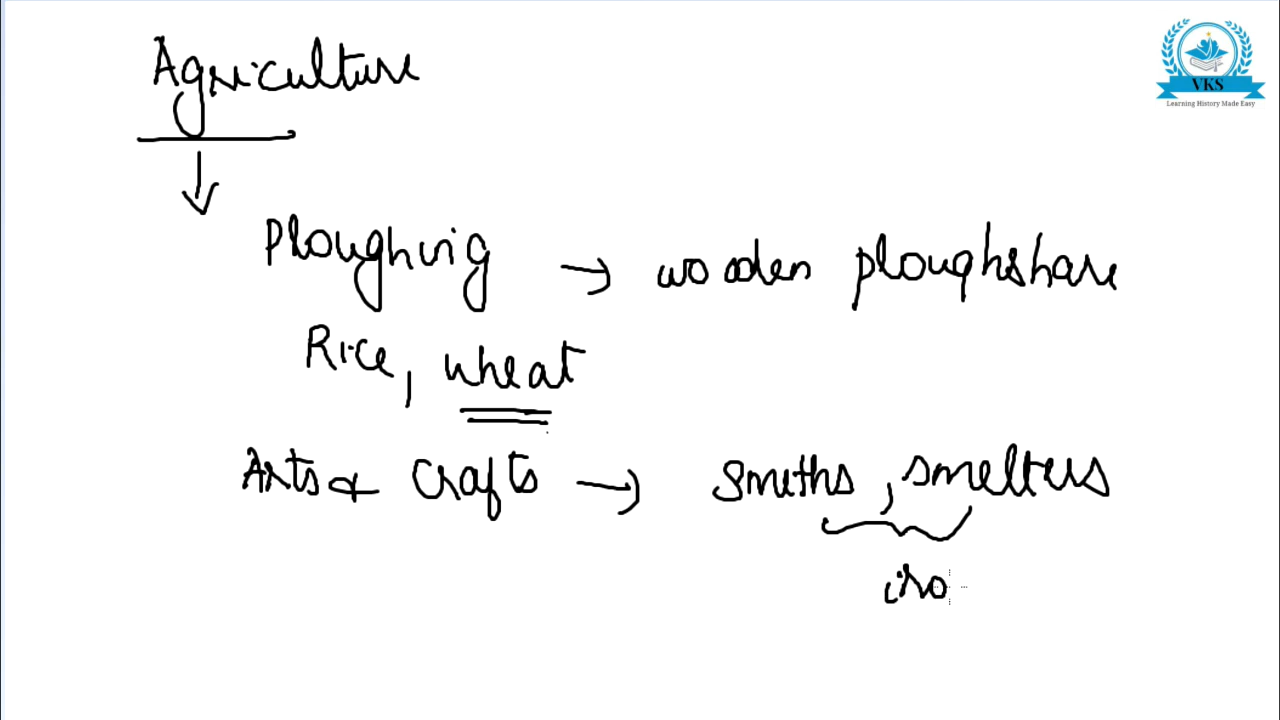 Agriculture
VKS
Learning History Made Easy
Ploughing → wooden ploughshare
Rice, wheat
Arts & Crafts → Smiths, smelters
iro